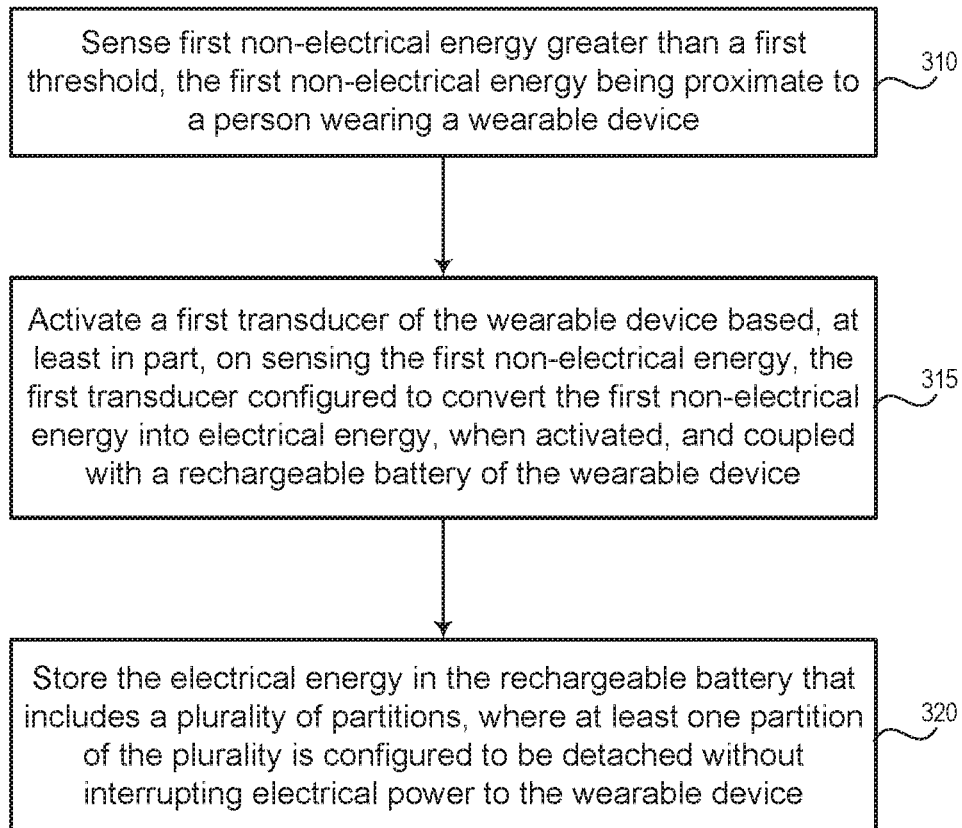 Sense first non-electrical energy greater than a first
threshold, the first non-electrical energy being proximate to
a person wearing a wearable device
310
Activate a first transducer of the wearable device based, at
least in part, on sensing the first non-electrical energy, the
first transducer configured to convert the first non-electrical
energy into electrical energy, when activated, and coupled
with a rechargeable battery of the wearable device
315
Store the electrical energy in the rechargeable battery that
includes a plurality of partitions, where at least one partition
of the plurality is configured to be detached without
interrupting electrical power to the wearable device
320